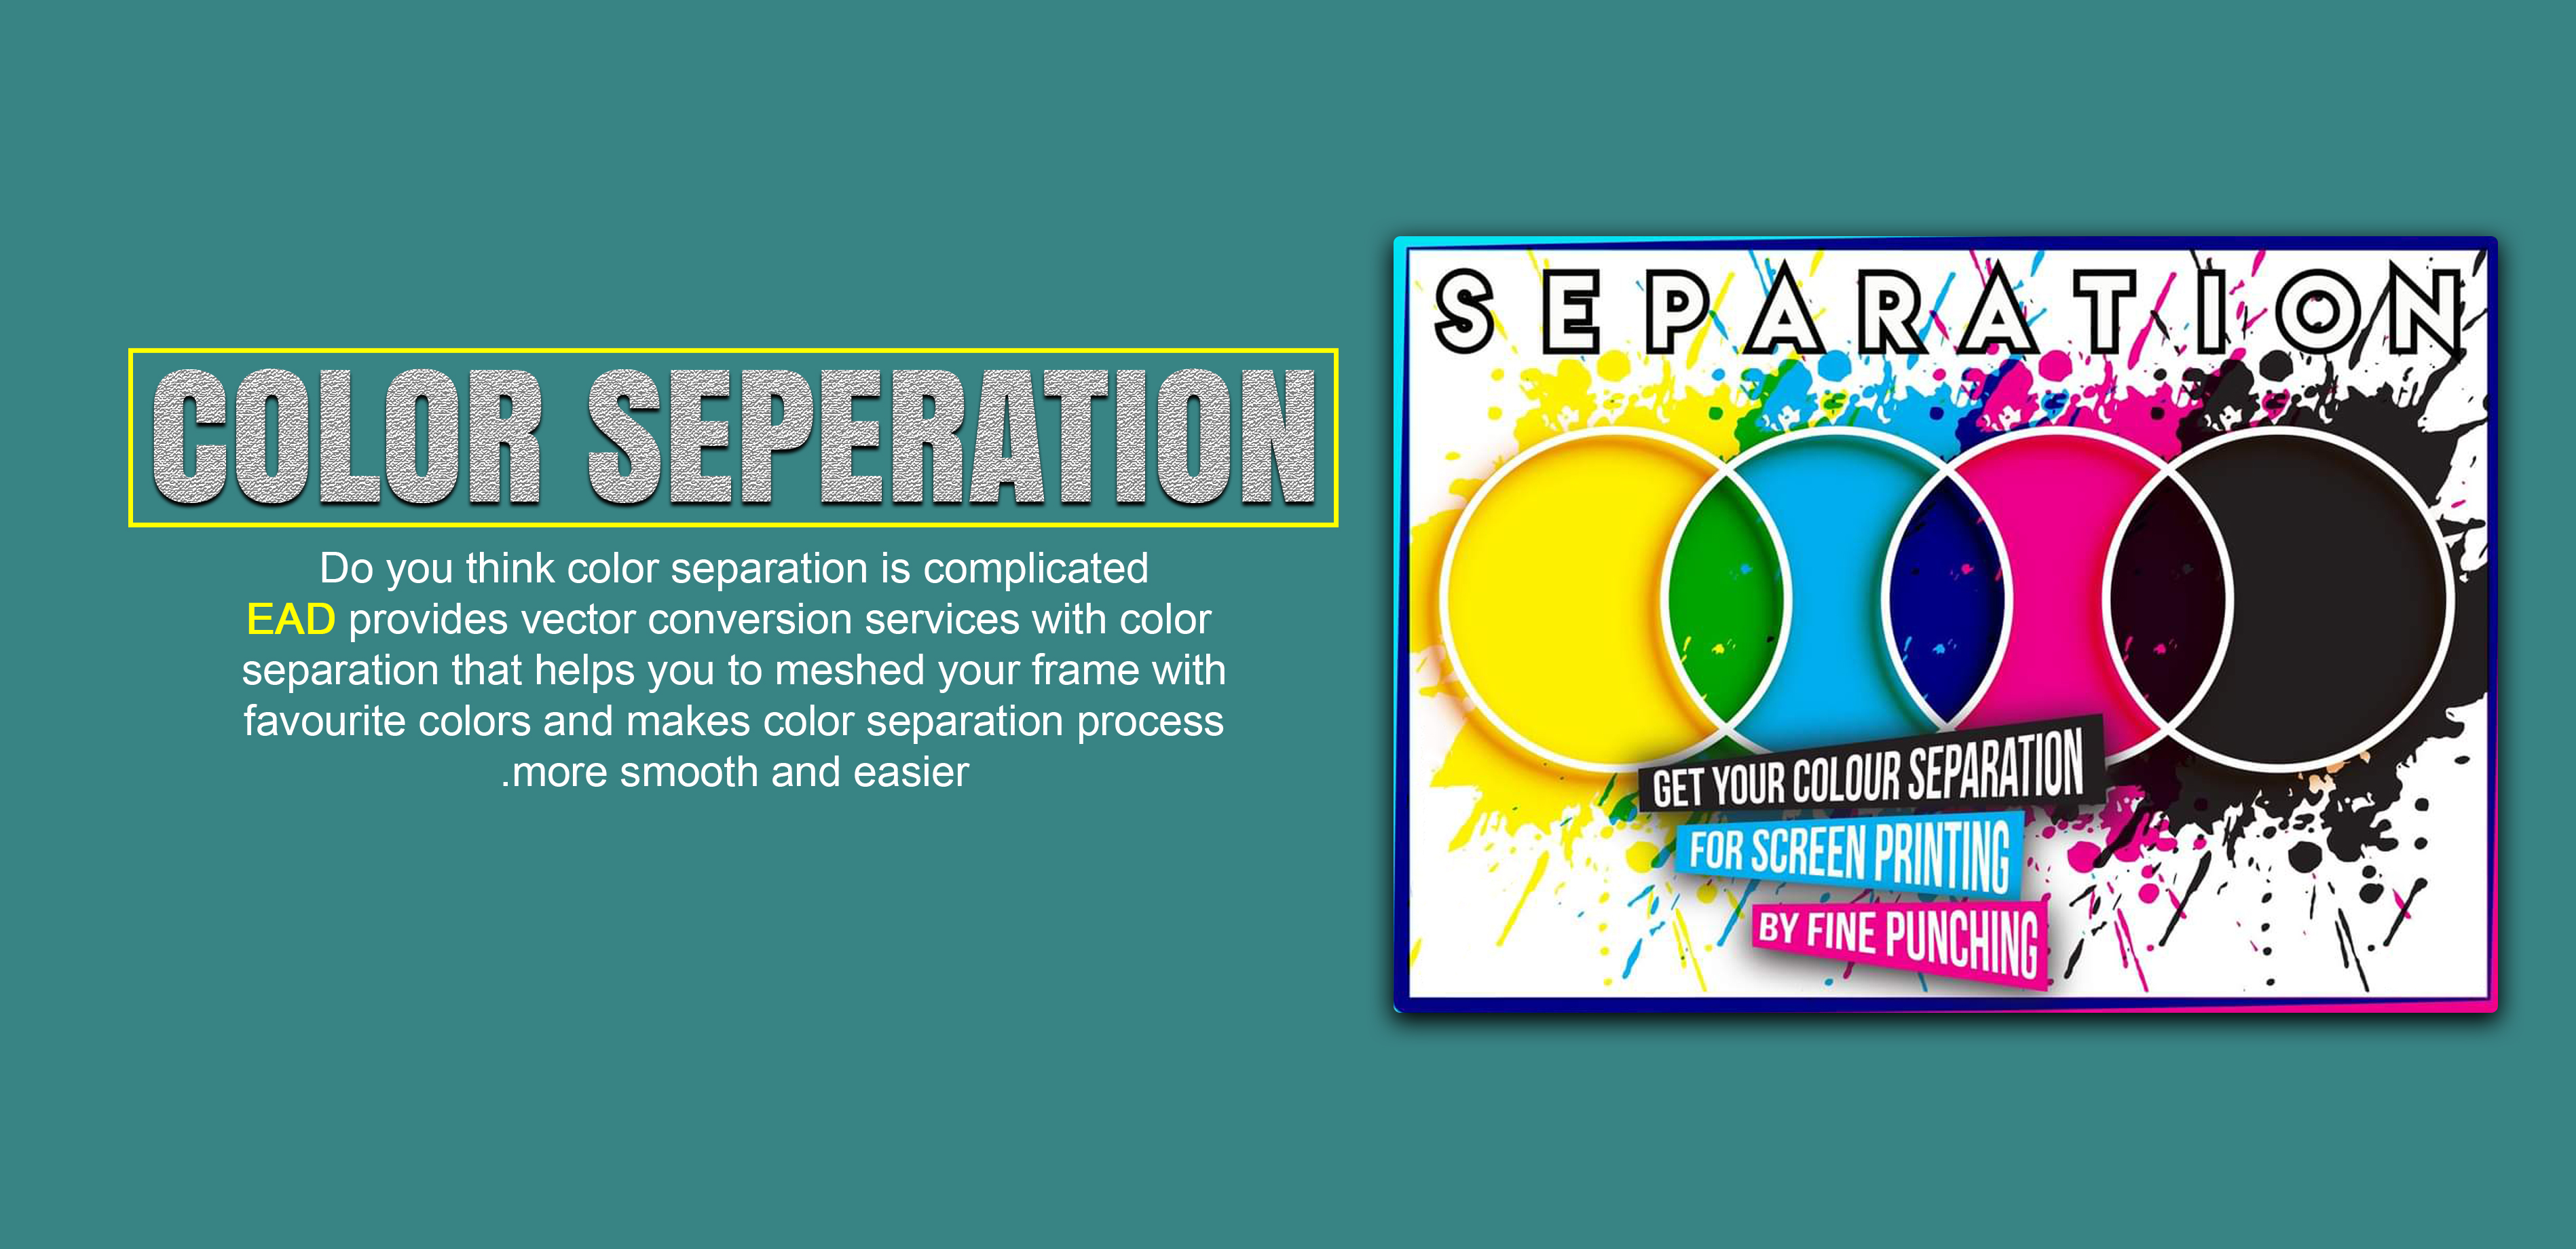 COLOR SEPERATION
Do you think color separation is complicated
EAD provides vector conversion services with color
separation that helps you to meshed your frame with
favourite colors and makes color separation process
.more smooth and easier
SEPARATION
GET YOUR COLOUR SEPARATION
FOR SCREEN PRINTING
BY FINE PUNCHING